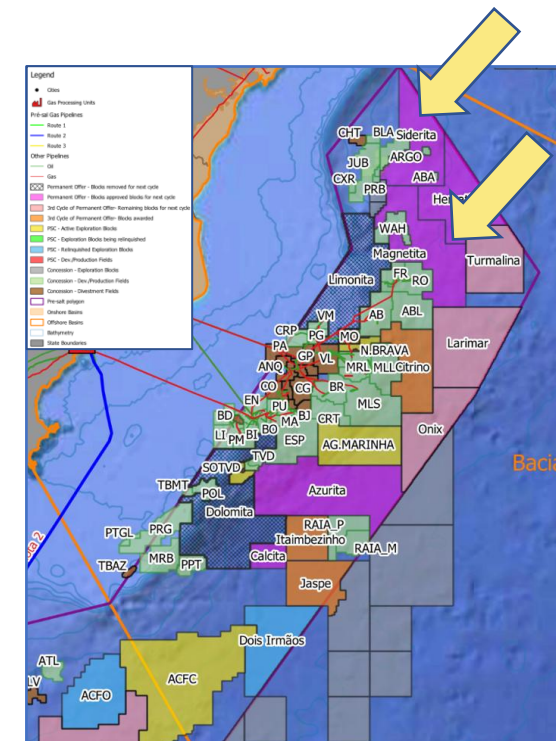 Legend
Cities
Gas Processing Units
Pré-sal Gas Pipelines
Route 1
Route 2
Route 3
Other Pipelines
Oil
Gas
Permanent Offer - Blocks removed for next cycle
Permanent Offer - Blocks approved blocks for next cycle
3rd Cycle of Permanent Offer- Remaining blocks for next cycle
3rd Cycle of Permanent Offer- Blocks awarded
PSC - Active Exploration Blocks
PSC - Exploration Blocks being relinquished
PSC - Relinquished Exploration Blocks
PSC - Dev./Production Fields
Concession - Exploration Blocks
Concession - Dev./Production Fields
Concession - Divestment Fields
Pre-salt polygon
Onshore Basins
Offshore Basins
Bathymetry
State Boundaries
CHT BLA Siderita
JUB ARGO
CXR ABA
PRB
WAH
Magnetita
Turmalina
Limonita FR RO
VM AB ABL
CRP PG MO
PA GP N.BRAVA Larimar
ANQ VL MRL MLL Citrino
CO CG BR
EN PU MLS
BD MA BJ CRT Onix
LI PM BI BO ESP AG.MARINHA
SOTVD TVD Bacia
TBMT POL Azurita
Dolomita
PTGL PRG RAIA_P
Itaimbezinho
MRB Calcita RAIA_M
TBAZ PPT
Jaspe
Dois Irmãos
ATL
ACFC
LV ACFO